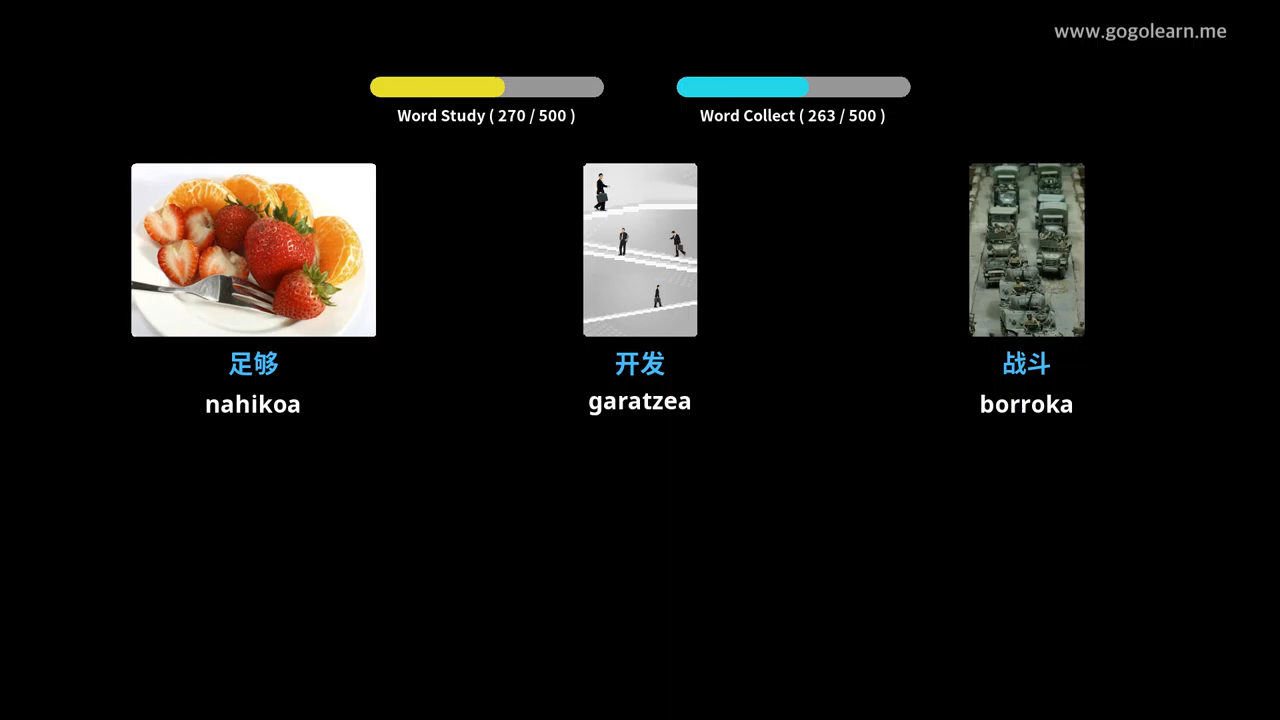 www.gogolearn.me
Word Study ( 270 / 500 )
Word Collect ( 263 / 500 )
足够
nahikoa
开发
garatzea
战斗
borroka